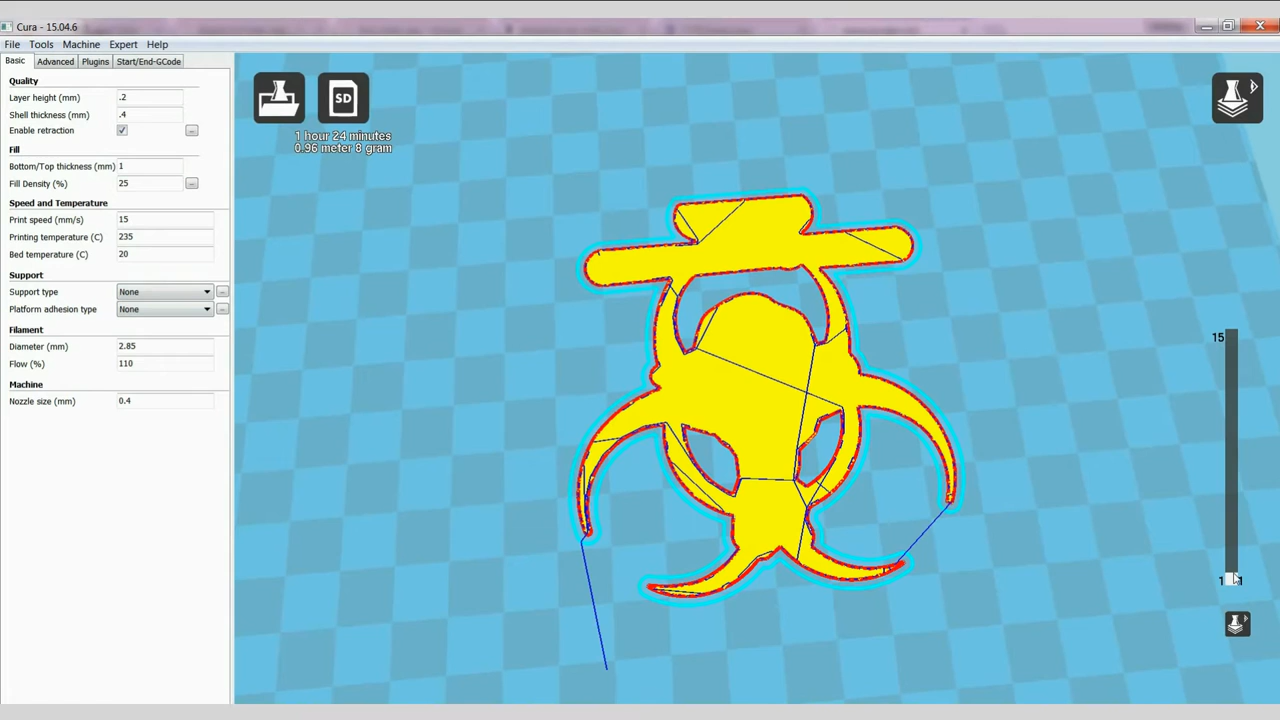 Cura - 15.04.6
File Tools Machine Expert Help
Basic Advanced Plugins Start/End-GCode
Quality
Layer height (mm) .2
Shell thickness (mm) .4
Enable retraction
...
Fill
Bottom/Top thickness (mm) 1
Fill Density (%) 25
...
Speed and Temperature
Print speed (mm/s) 15
Printing temperature (C) 235
Bed temperature (C) 20
Support
Support type None ...
Platform adhesion type None ...
Filament
Diameter (mm) 2.85
Flow (%) 110
Machine
Nozzle size (mm) 0.4
SD
1 hour 24 minutes
0.96 meter 8 gram
15
1 1